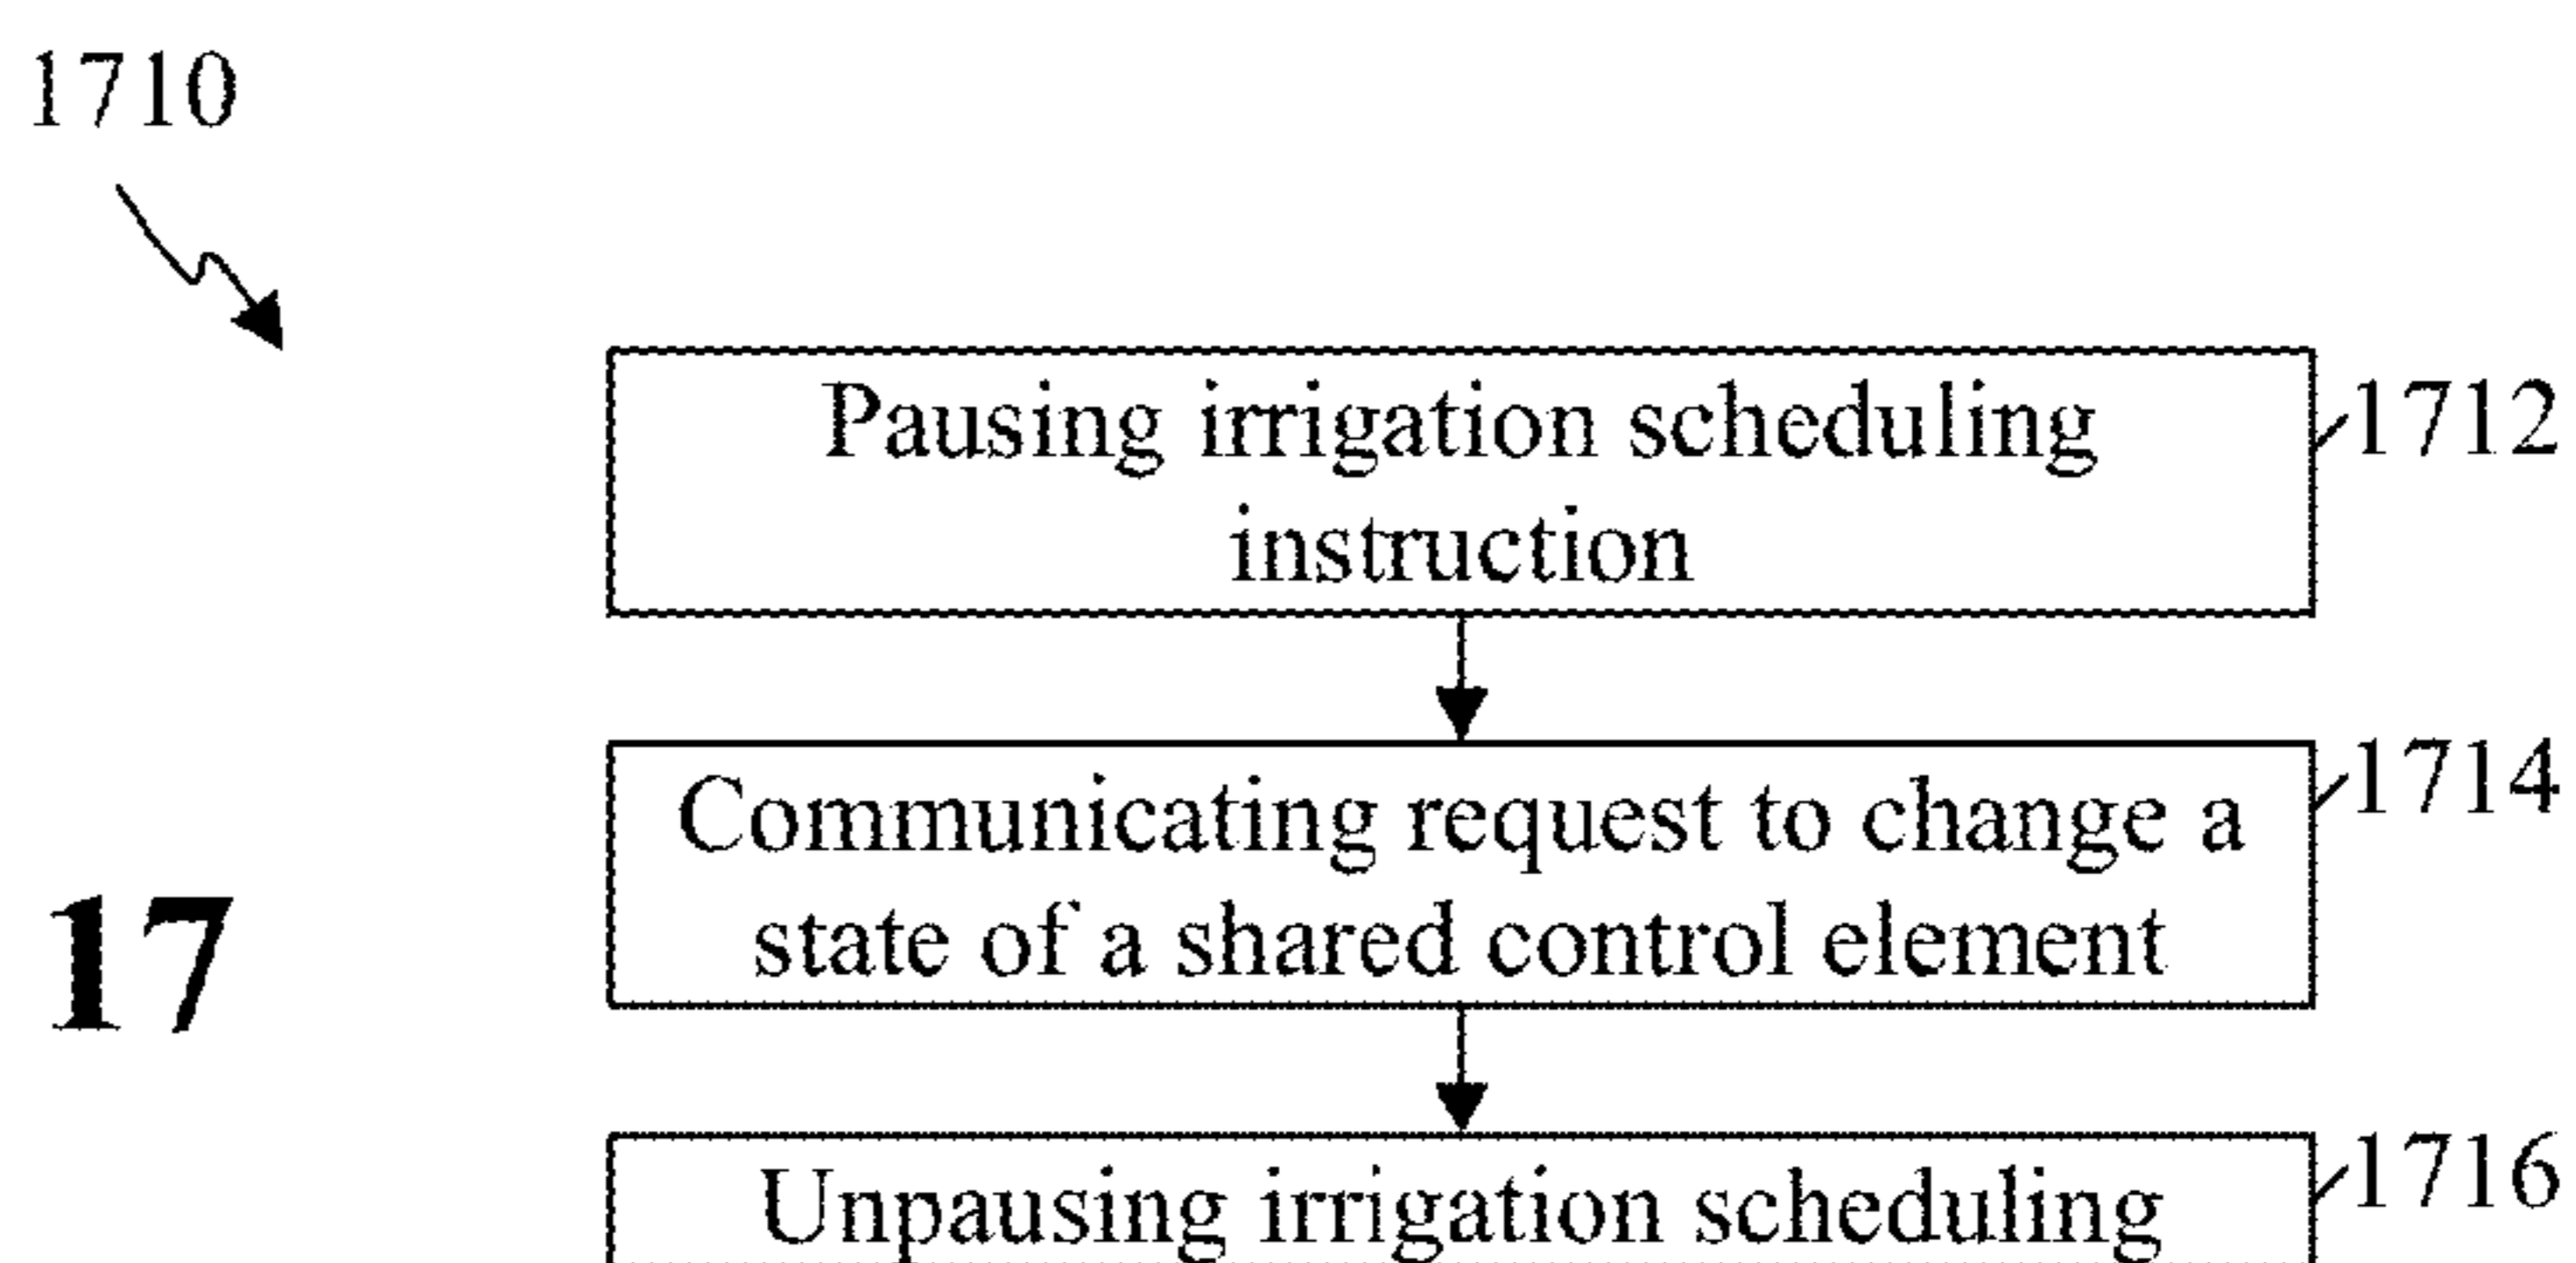 1710
Pausing irrigation scheduling
instruction
1712
Communicating request to change a
state of a shared control element
1714
17
Unpausing irrigation scheduling
1716